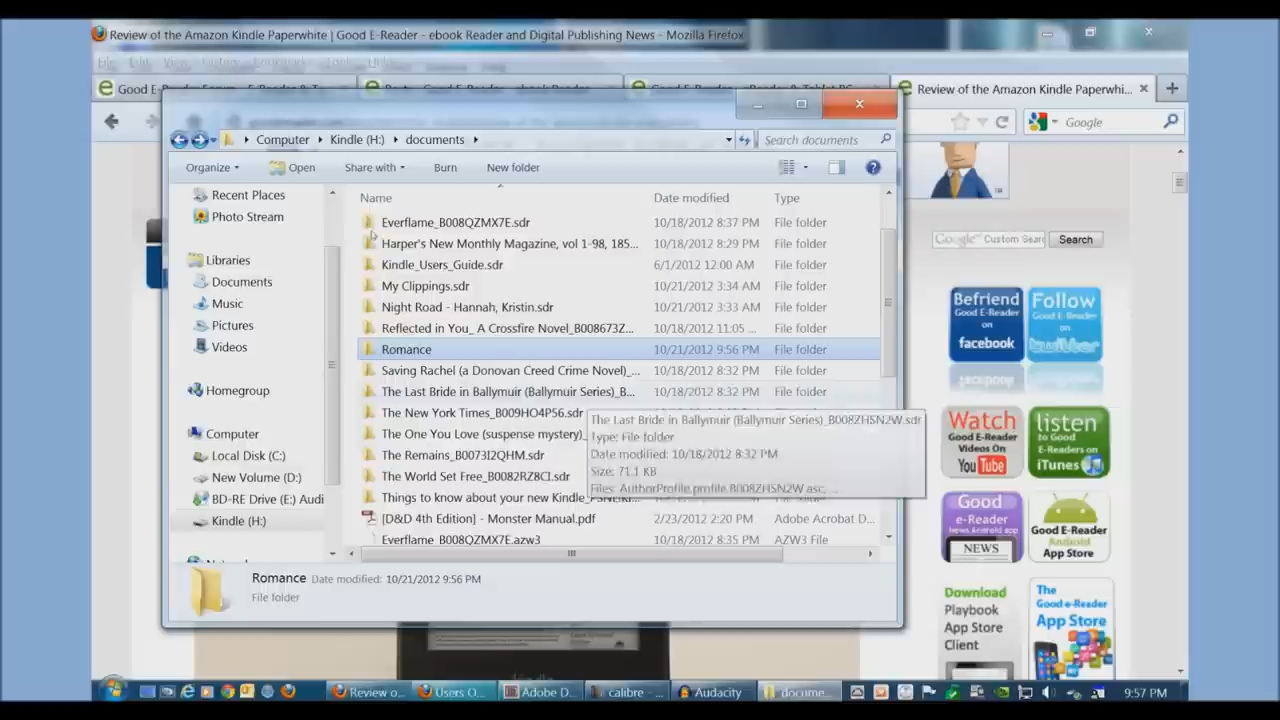 Review of the Amazon Kindle Paperwhite | Good E-Reader - ebook Reader and Digital Publishing News - Mozilla Firefox
File Edit View History Bookmarks Tools Help
Review of the Amazon Kindle Paperwhi...
Google
Computer Kindle (H:) documents
Search documents
Organize Open Share with Burn New folder
Name Date modified Type
Recent Places
Photo Stream
Libraries
Documents
Music
Pictures
Videos
Homegroup
Computer
Local Disk (C:)
New Volume (D:)
BD-RE Drive (E:) Audi
Kindle (H:)
Everflame_B008QZMX7E.sdr 10/18/2012 8:37 PM File folder
Harper's New Monthly Magazine, vol 1-98, 185... 10/18/2012 8:29 PM File folder
Kindle_Users_Guide.sdr 6/1/2012 12:00 AM File folder
My Clippings.sdr 10/21/2012 3:34 AM File folder
Night Road - Hannah, Kristin.sdr 10/21/2012 3:33 AM File folder
Reflected in You_ A Crossfire Novel_B008673Z... 10/18/2012 11:05 ... File folder
Romance 10/21/2012 9:56 PM File folder
Saving Rachel (a Donovan Creed Crime Novel)_... 10/18/2012 8:32 PM File folder
The Last Bride in Ballymuir (Ballymuir Series)_B... 10/18/2012 8:32 PM File folder
The New York Times_B009HO4P56.sdr
The One You Love (suspense mystery)_
The Remains_B0073I2QHM.sdr
The World Set Free_B0082RZ8CI.sdr
Things to know about your new Kindle
[D&D 4th Edition] - Monster Manual.pdf 2/23/2012 2:20 PM Adobe Acrobat D...
Everflame_B008QZMX7E.azw3 10/18/2012 8:35 PM AZW3 File
The Last Bride in Ballymuir (Ballymuir Series)_B008ZHSN2W.sdr
Type: File folder
Date modified: 10/18/2012 8:32 PM
Size: 71.1 KB
Files: AuthorProfile.profile.B008ZHSN2W.asc, ...
Romance Date modified: 10/21/2012 9:56 PM
File folder
Google Custom Search
Search
Befriend
Good E-Reader
on
facebook
Follow
Good E-Reader
on
twitter
Watch
Good E-Reader
Videos On
YouTube
listen
to Good
E-Readers on
iTunes
Good
e-Reader
news Android app
NEWS
Good E-Reader
Android
App Store
Download
Playbook
App Store
Client
The
Good e-Reader
App Store
Review o... Users O... Adobe D... calibre - ... Audacity docume... 9:57 PM